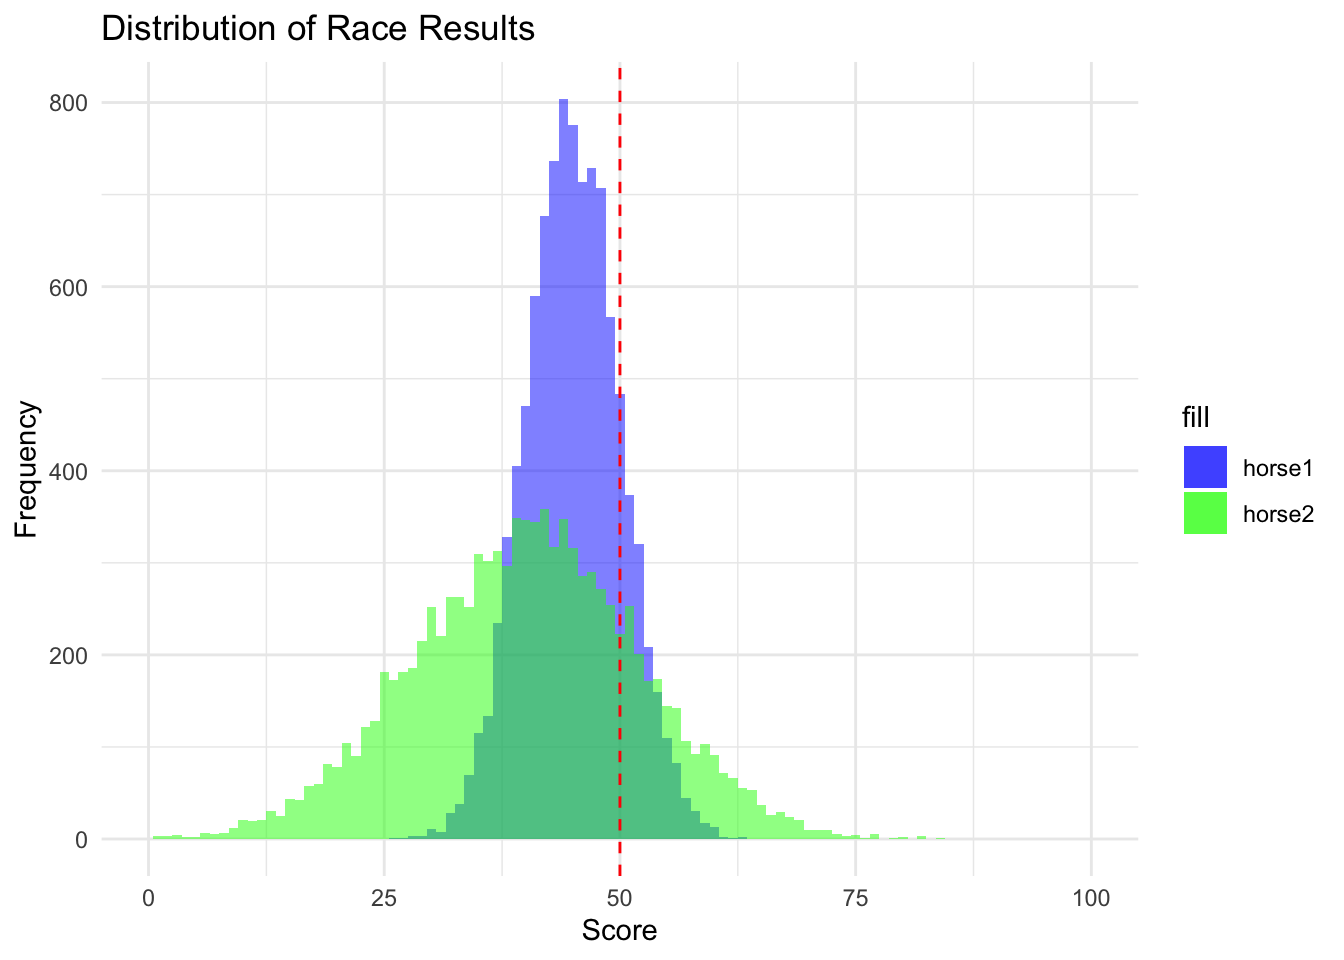 Distribution of Race Results
800
600
400
200
0
Frequency
0 25 50 75 100
Score
fill
horse1
horse2